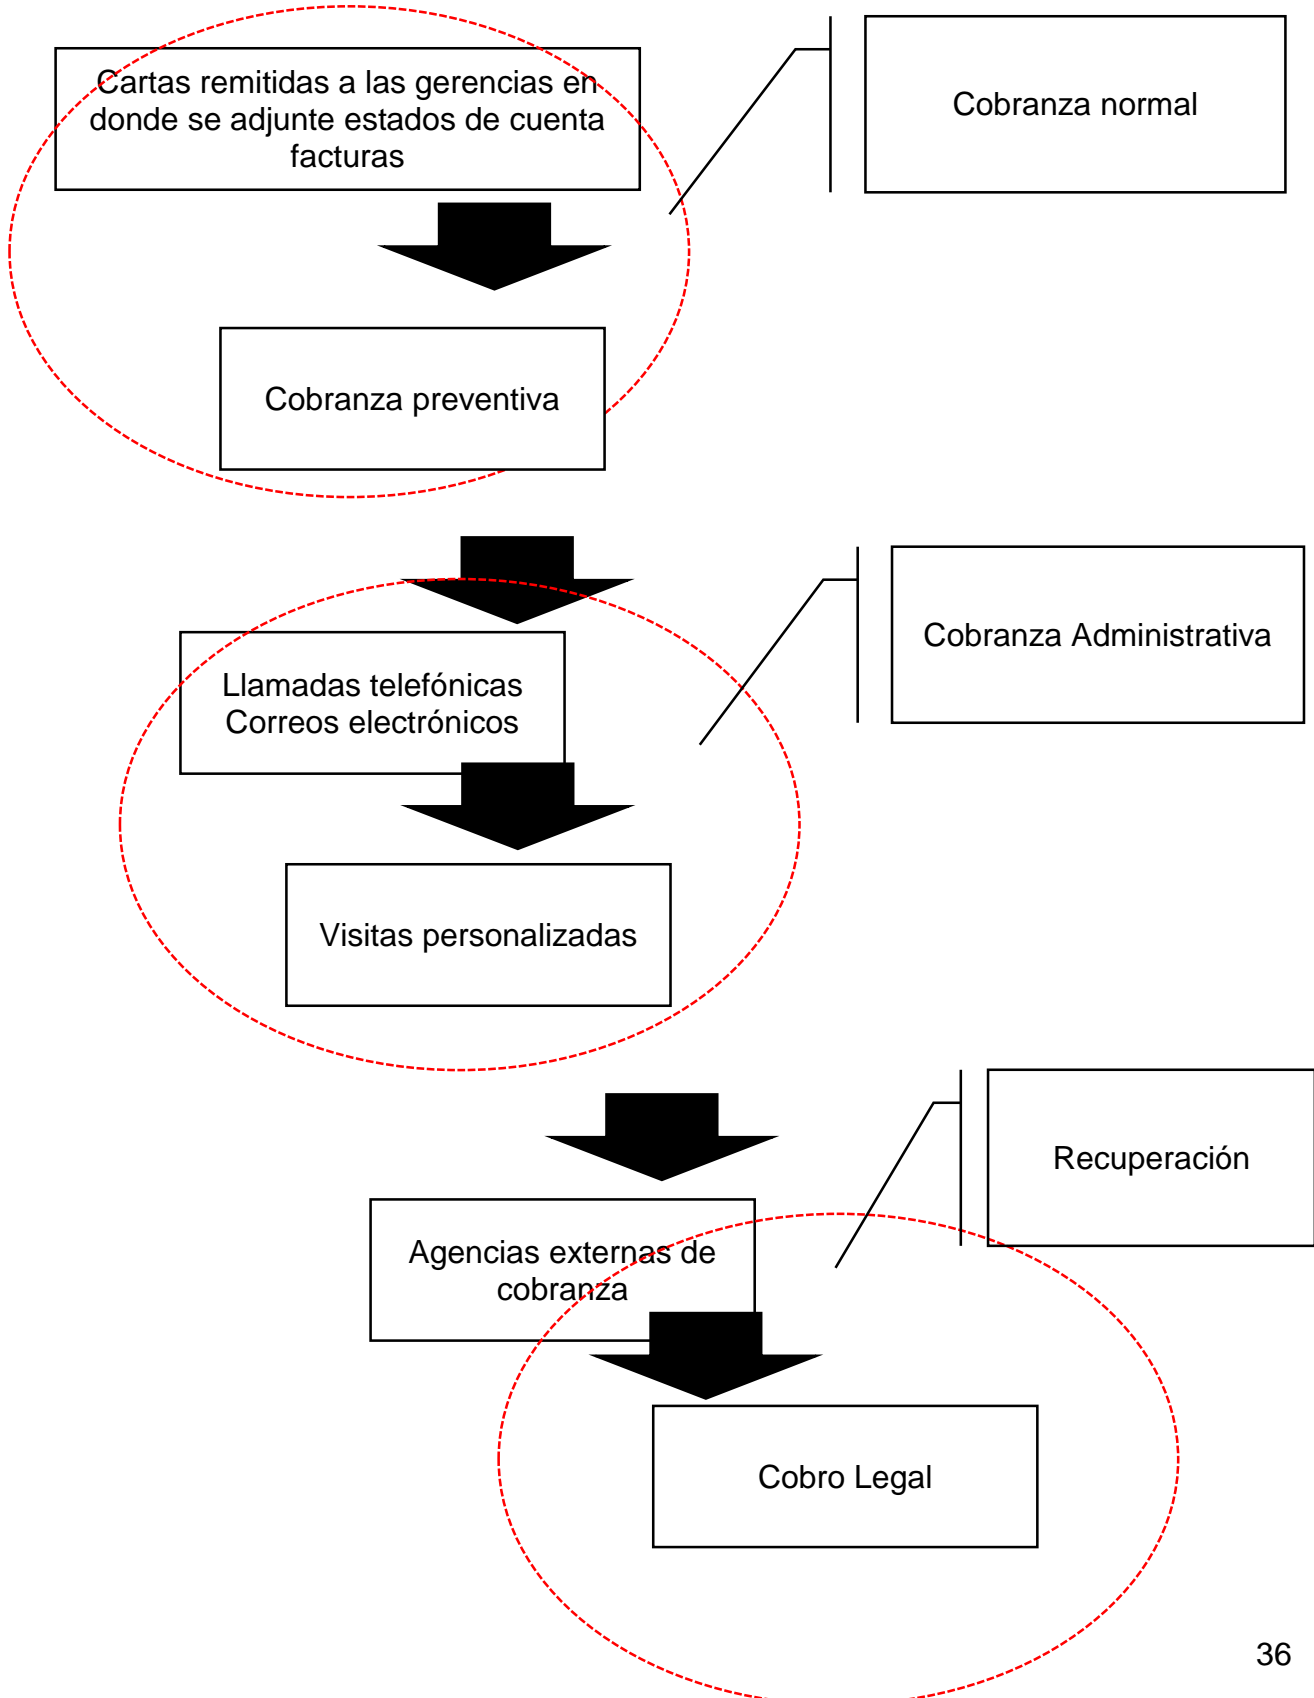 Cartas remitidas a las gerencias en
donde se adjunte estados de cuenta
facturas
Cobranza normal
Cobranza preventiva
Cobranza Administrativa
Llamadas telefónicas
Correos electrónicos
Visitas personalizadas
Recuperación
Agencias externas de
cobranza
Cobro Legal
36